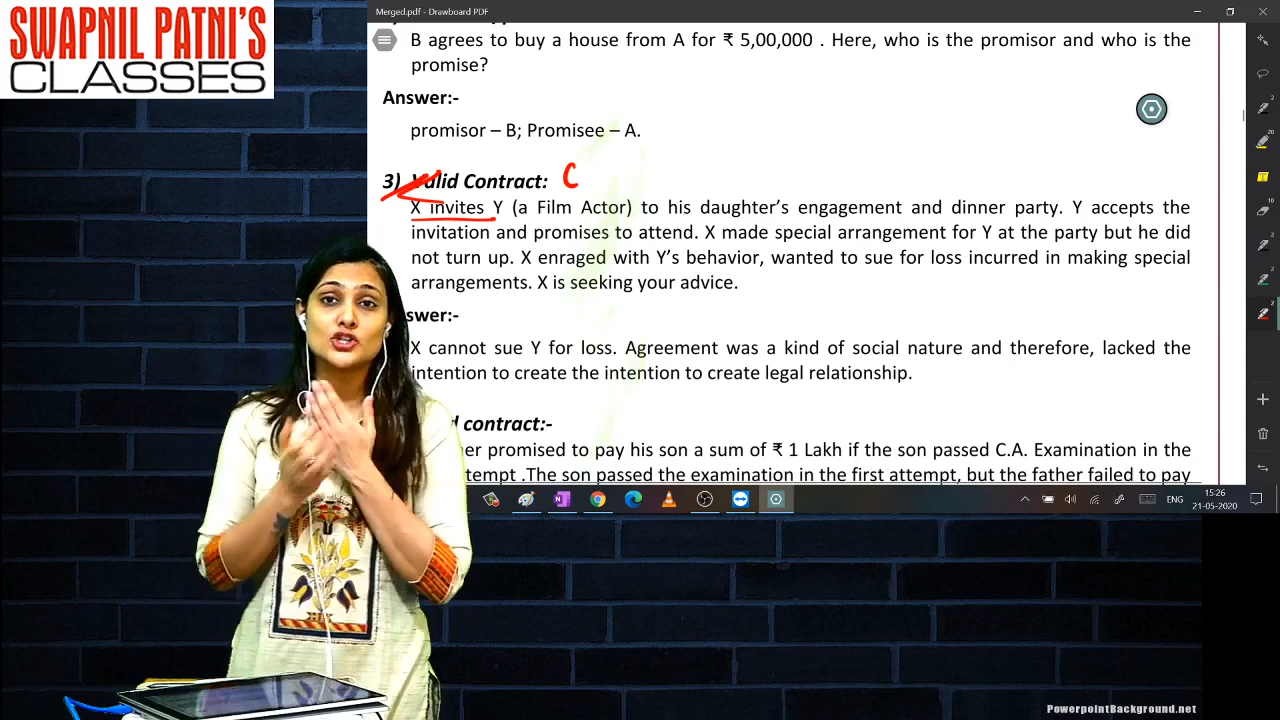 SWAPNIL PATNI'S
CLASSES
Merged.pdf - Drawboard PDF
B agrees to buy a house from A for ₹ 5,00,000 . Here, who is the promisor and who is the
promise?
Answer:-
promisor – B; Promisee – A.
3) Valid Contract: C
X invites Y (a Film Actor) to his daughter's engagement and dinner party. Y accepts the
invitation and promises to attend. X made special arrangement for Y at the party but he did
not turn up. X enraged with Y's behavior, wanted to sue for loss incurred in making special
arrangements. X is seeking your advice.
swer:-
X cannot sue Y for loss. Agreement was a kind of social nature and therefore, lacked the
intention to create the intention to create legal relationship.
d contract:-
her promised to pay his son a sum of ₹ 1 Lakh if the son passed C.A. Examination in the
tempt .The son passed the examination in the first attempt, but the father failed to pay
ENG
15:26
21-05-2020
PowerpointBackground.net